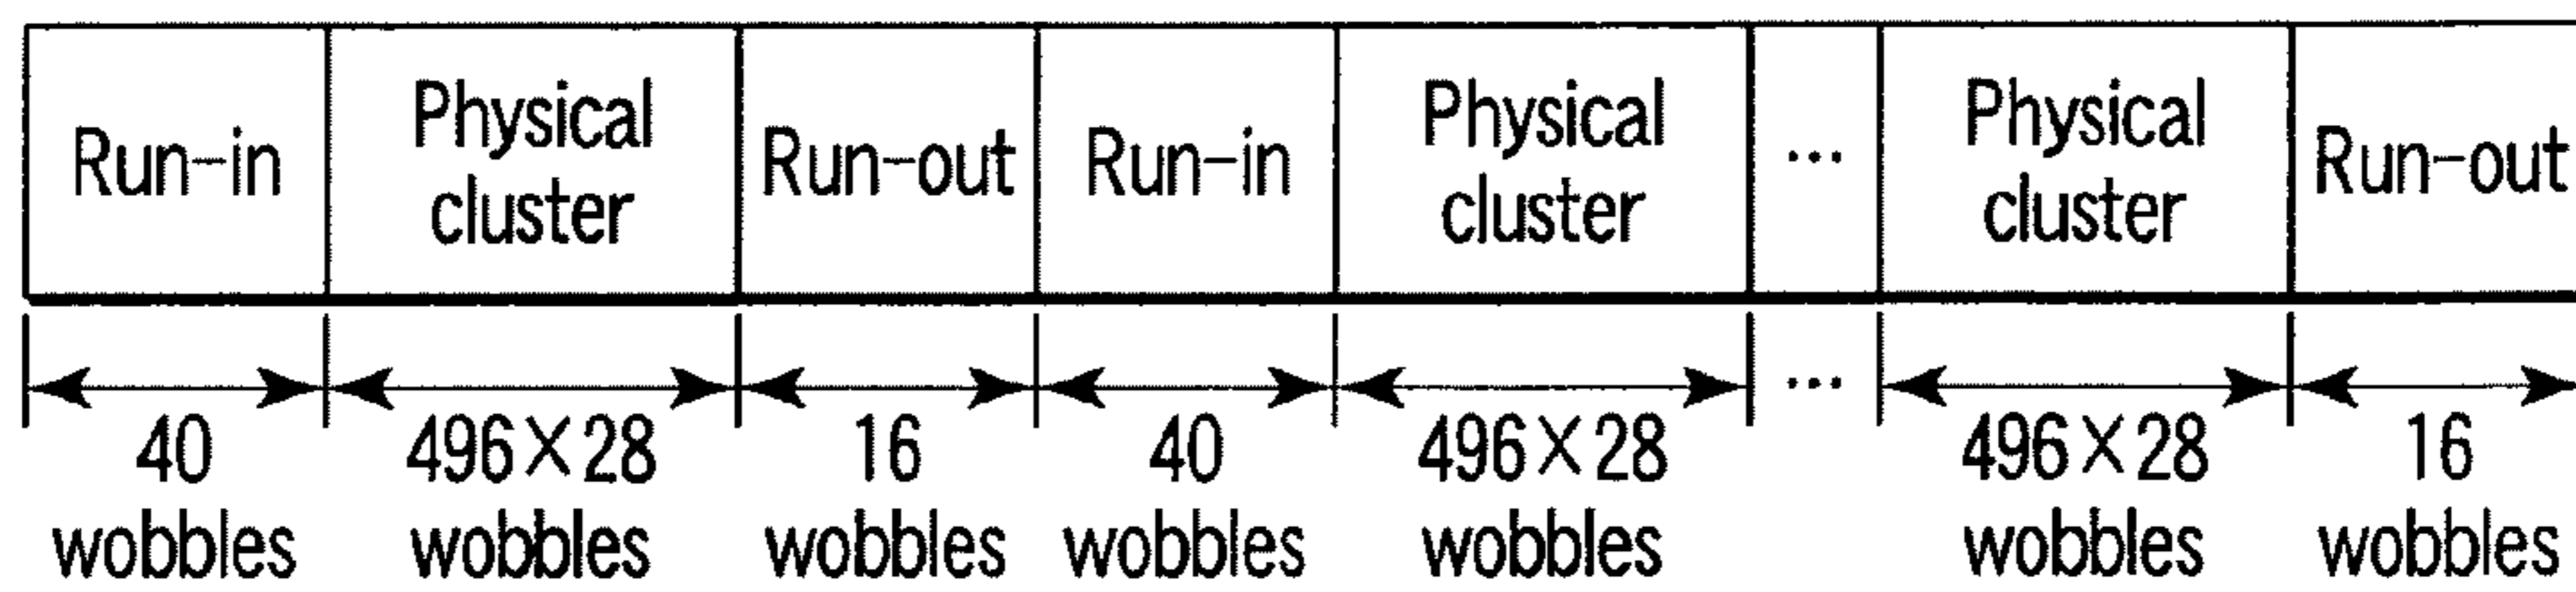 Run-in
Physical
cluster
Run-out
Run-in
Physical
cluster
...
Physical
cluster
Run-out
40
wobbles
496×28
wobbles
16
wobbles
40
wobbles
496×28
wobbles
...
496×28
wobbles
16
wobbles